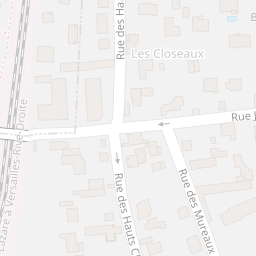 Rue des Ha
Les Closeaux
Rue J
Rue des Mureaux
Rue des Hauts C
Lazare à Versailles-Rive-Droite